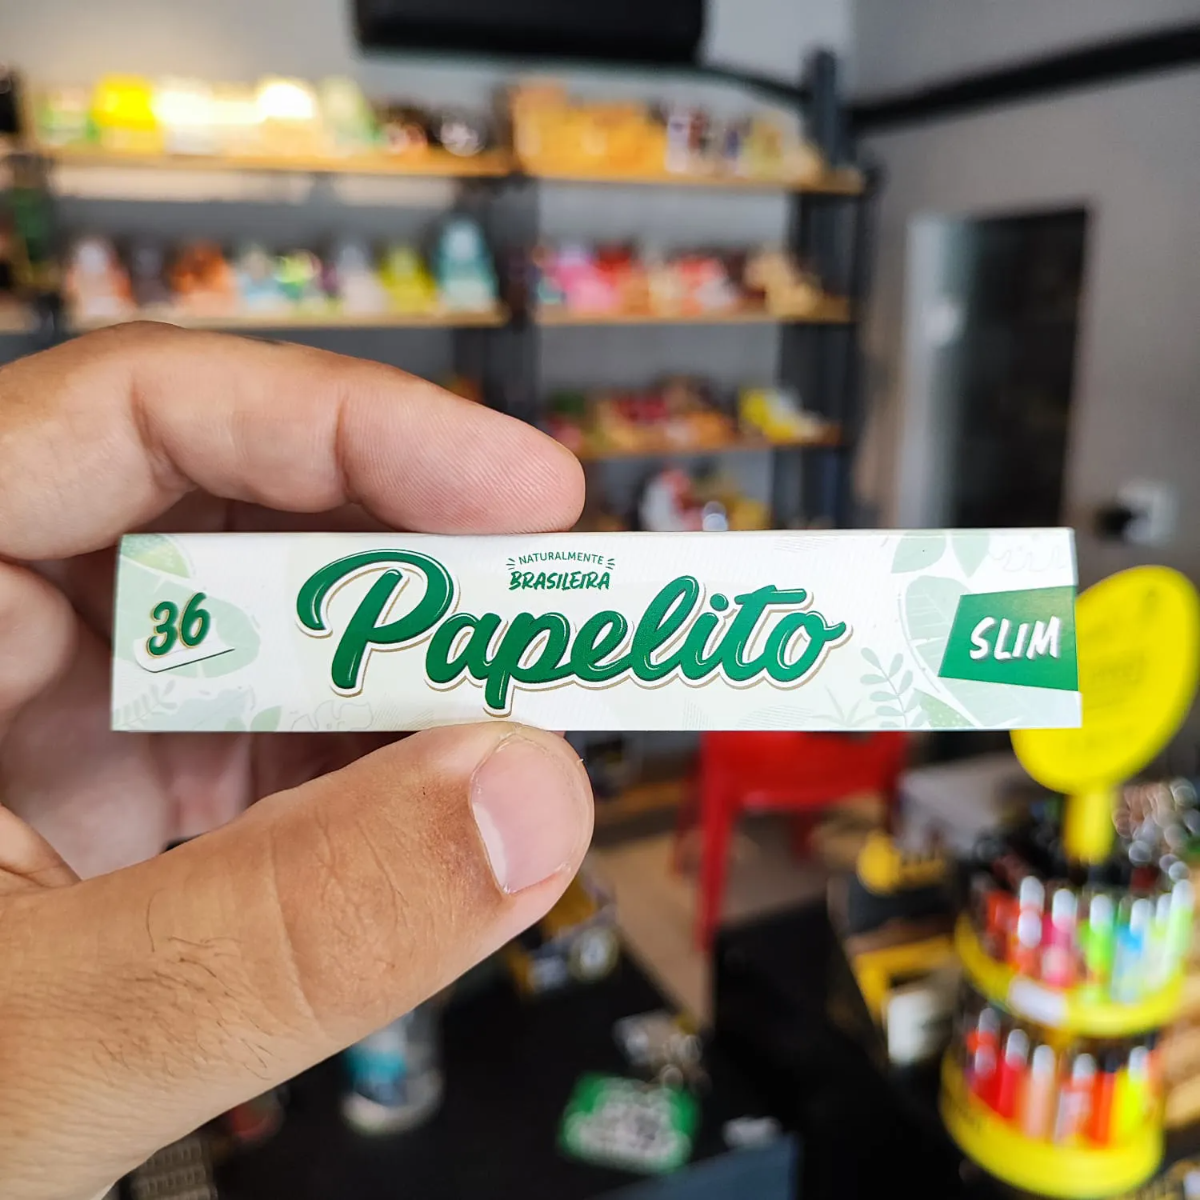 36
NATURALMENTE
BRASILEIRA
Papelito
SLIM